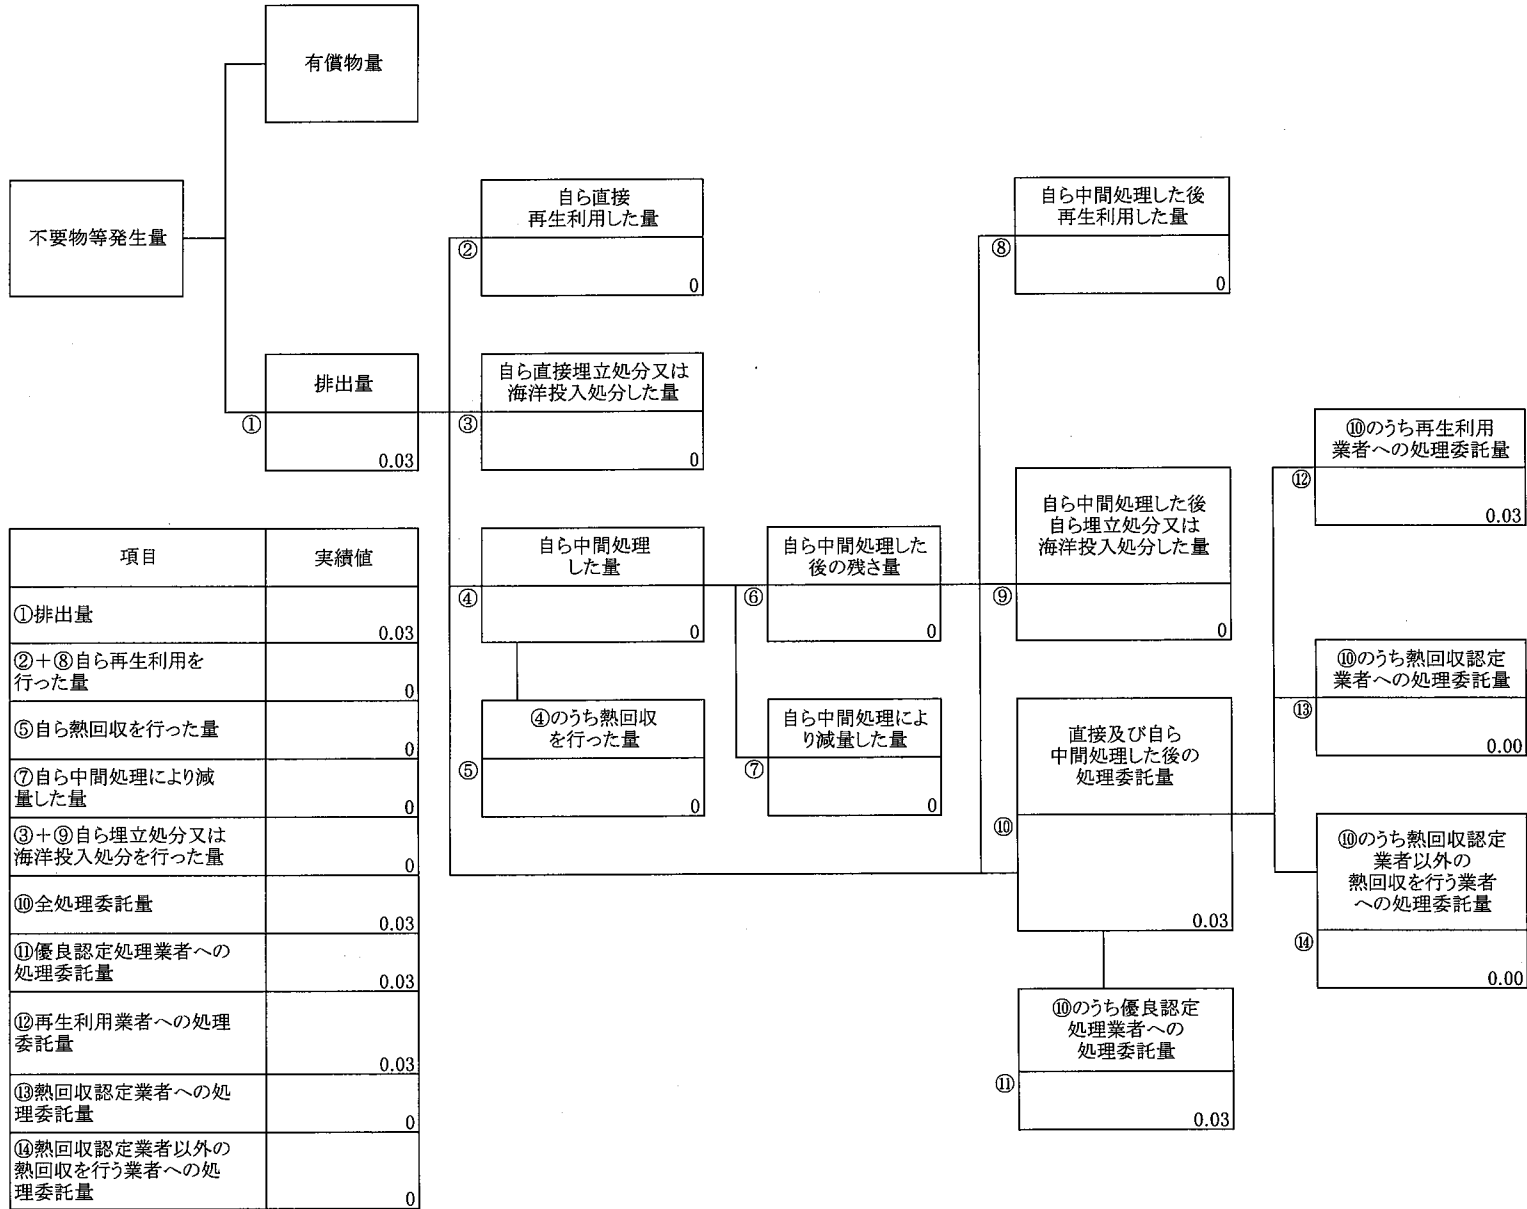 有償物量
不要物等発生量
排出量
①
0.03
自ら直接
再生利用した量
②
0
自ら直接埋立処分又は
海洋投入処分した量
③
0
自ら中間処理
した量
④
0
④のうち熱回収
を行った量
⑤
0
自ら中間処理した
後の残さ量
⑥
0
自ら中間処理によ
り減量した量
⑦
0
自ら中間処理した後
再生利用した量
⑧
0
自ら中間処理した後
自ら埋立処分又は
海洋投入処分した量
⑨
0
直接及び自ら
中間処理した後の
処理委託量
⑩
0.03
⑩のうち優良認定
処理業者への
処理委託量
⑪
0.03
⑩のうち再生利用
業者への処理委託量
⑫
0.03
⑩のうち熱回収認定
業者への処理委託量
⑬
0.00
⑩のうち熱回収認定
業者以外の
熱回収を行う業者
への処理委託量
⑭
0.00
項目 実績値
①排出量
0.03
②+⑧自ら再生利用を
行った量
0
⑤自ら熱回収を行った量
0
⑦自ら中間処理により減
量した量
0
③+⑨自ら埋立処分又は
海洋投入処分を行った量
0
⑩全処理委託量
0.03
⑪優良認定処理業者への
処理委託量
0.03
⑫再生利用業者への処理
委託量
0.03
⑬熱回収認定業者への処
理委託量
0
⑭熱回収認定業者以外の
熱回収を行う業者への処
理委託量
0